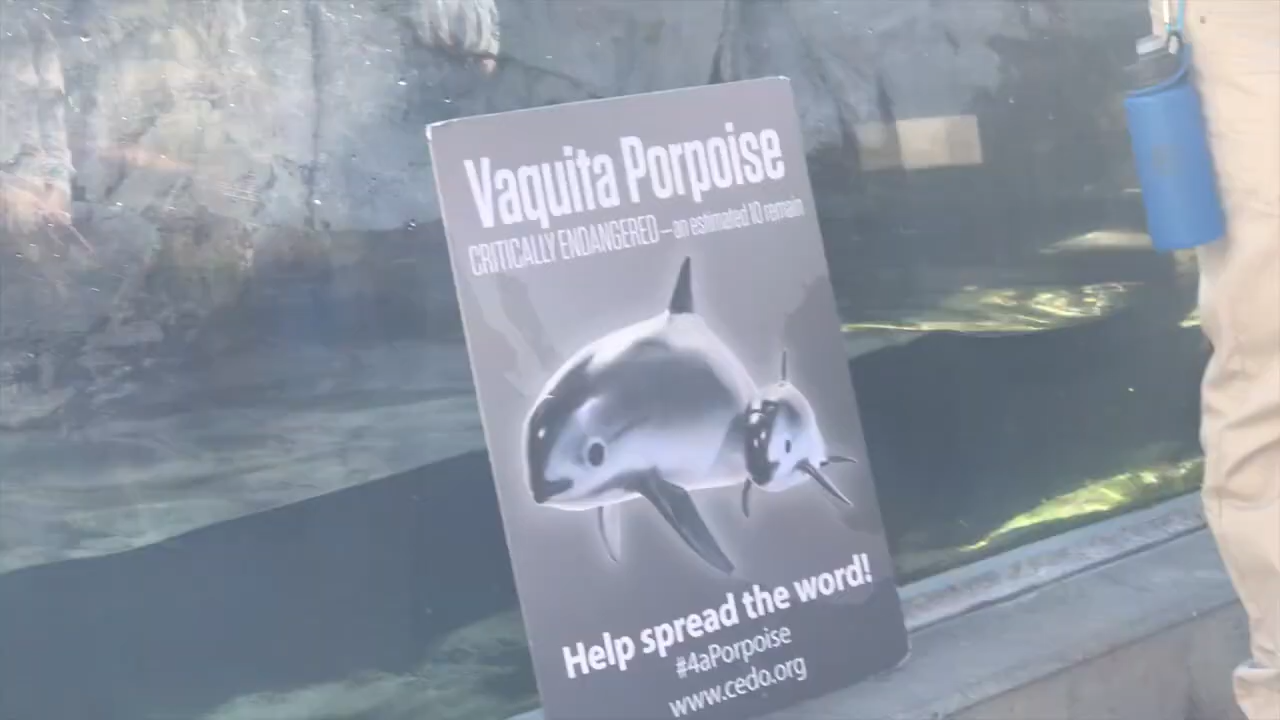 Vaquita Porpoise
CRITICALLY ENDANGERED – an estimated 10 remain
Help spread the word!
#4aPorpoise
www.cedo.org